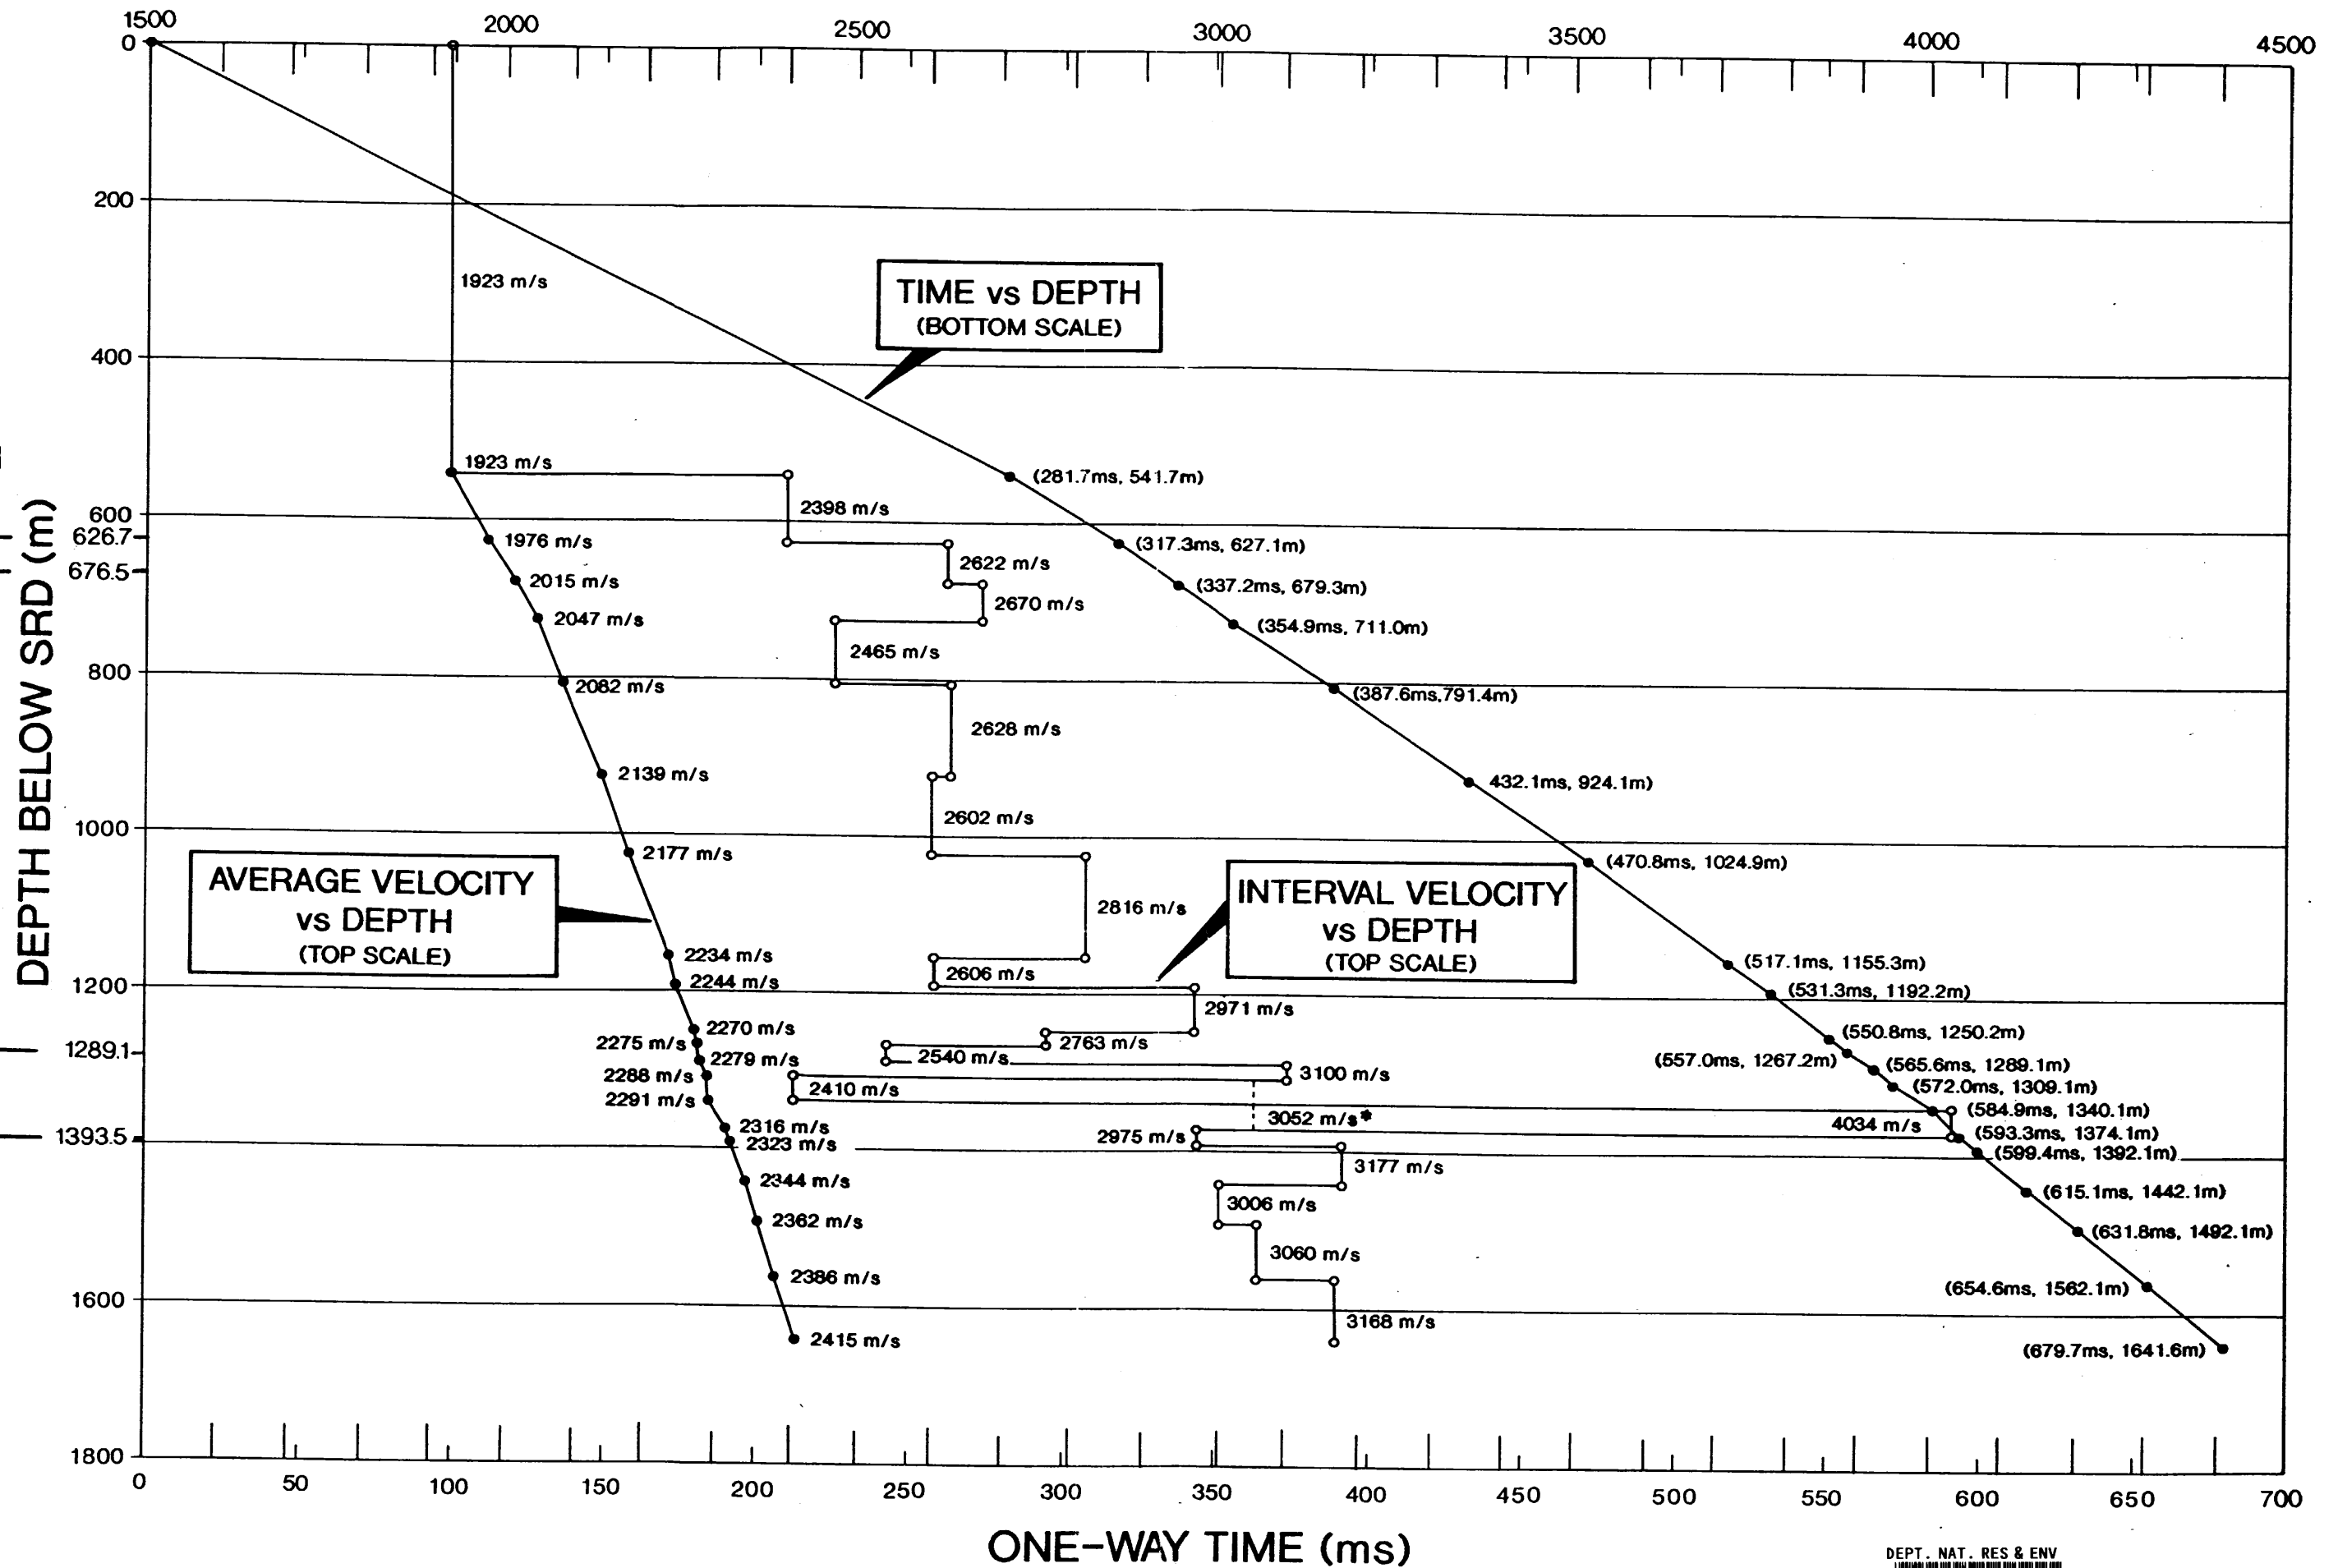 1500 2000 2500 3000 3500 4000 4500
0
200
400
600
626.7
676.5
800
1000
1200
1289.1
1393.5
1600
1800
DEPTH BELOW SRD (m)
1923 m/s
TIME vs DEPTH
(BOTTOM SCALE)
1923 m/s
(281.7ms, 541.7m)
2398 m/s
1976 m/s
(317.3ms, 627.1m)
2622 m/s
2015 m/s
(337.2ms, 679.3m)
2670 m/s
2047 m/s
(354.9ms, 711.0m)
2465 m/s
2082 m/s
(387.6ms,791.4m)
2628 m/s
2139 m/s
432.1ms, 924.1m)
2602 m/s
2177 m/s
(470.8ms, 1024.9m)
AVERAGE VELOCITY
vs DEPTH
(TOP SCALE)
INTERVAL VELOCITY
vs DEPTH
(TOP SCALE)
2816 m/s
2234 m/s
(517.1ms, 1155.3m)
2606 m/s
2244 m/s
(531.3ms, 1192.2m)
2971 m/s
2270 m/s
(550.8ms, 1250.2m)
2275 m/s
2763 m/s
2279 m/s
2540 m/s
(557.0ms, 1267.2m)
(565.6ms, 1289.1m)
2288 m/s
3100 m/s
(572.0ms, 1309.1m)
2410 m/s
2291 m/s
(584.9ms, 1340.1m)
3052 m/s*
4034 m/s
2316 m/s
2975 m/s
(593.3ms, 1374.1m)
2323 m/s
(599.4ms, 1392.1m)
3177 m/s
2344 m/s
(615.1ms, 1442.1m)
3006 m/s
2362 m/s
(631.8ms, 1492.1m)
3060 m/s
2386 m/s
(654.6ms, 1562.1m)
3168 m/s
2415 m/s
(679.7ms, 1641.6m)
0 50 100 150 200 250 300 350 400 450 500 550 600 650 700
ONE-WAY TIME (ms)
DEPT. NAT. RES & ENV